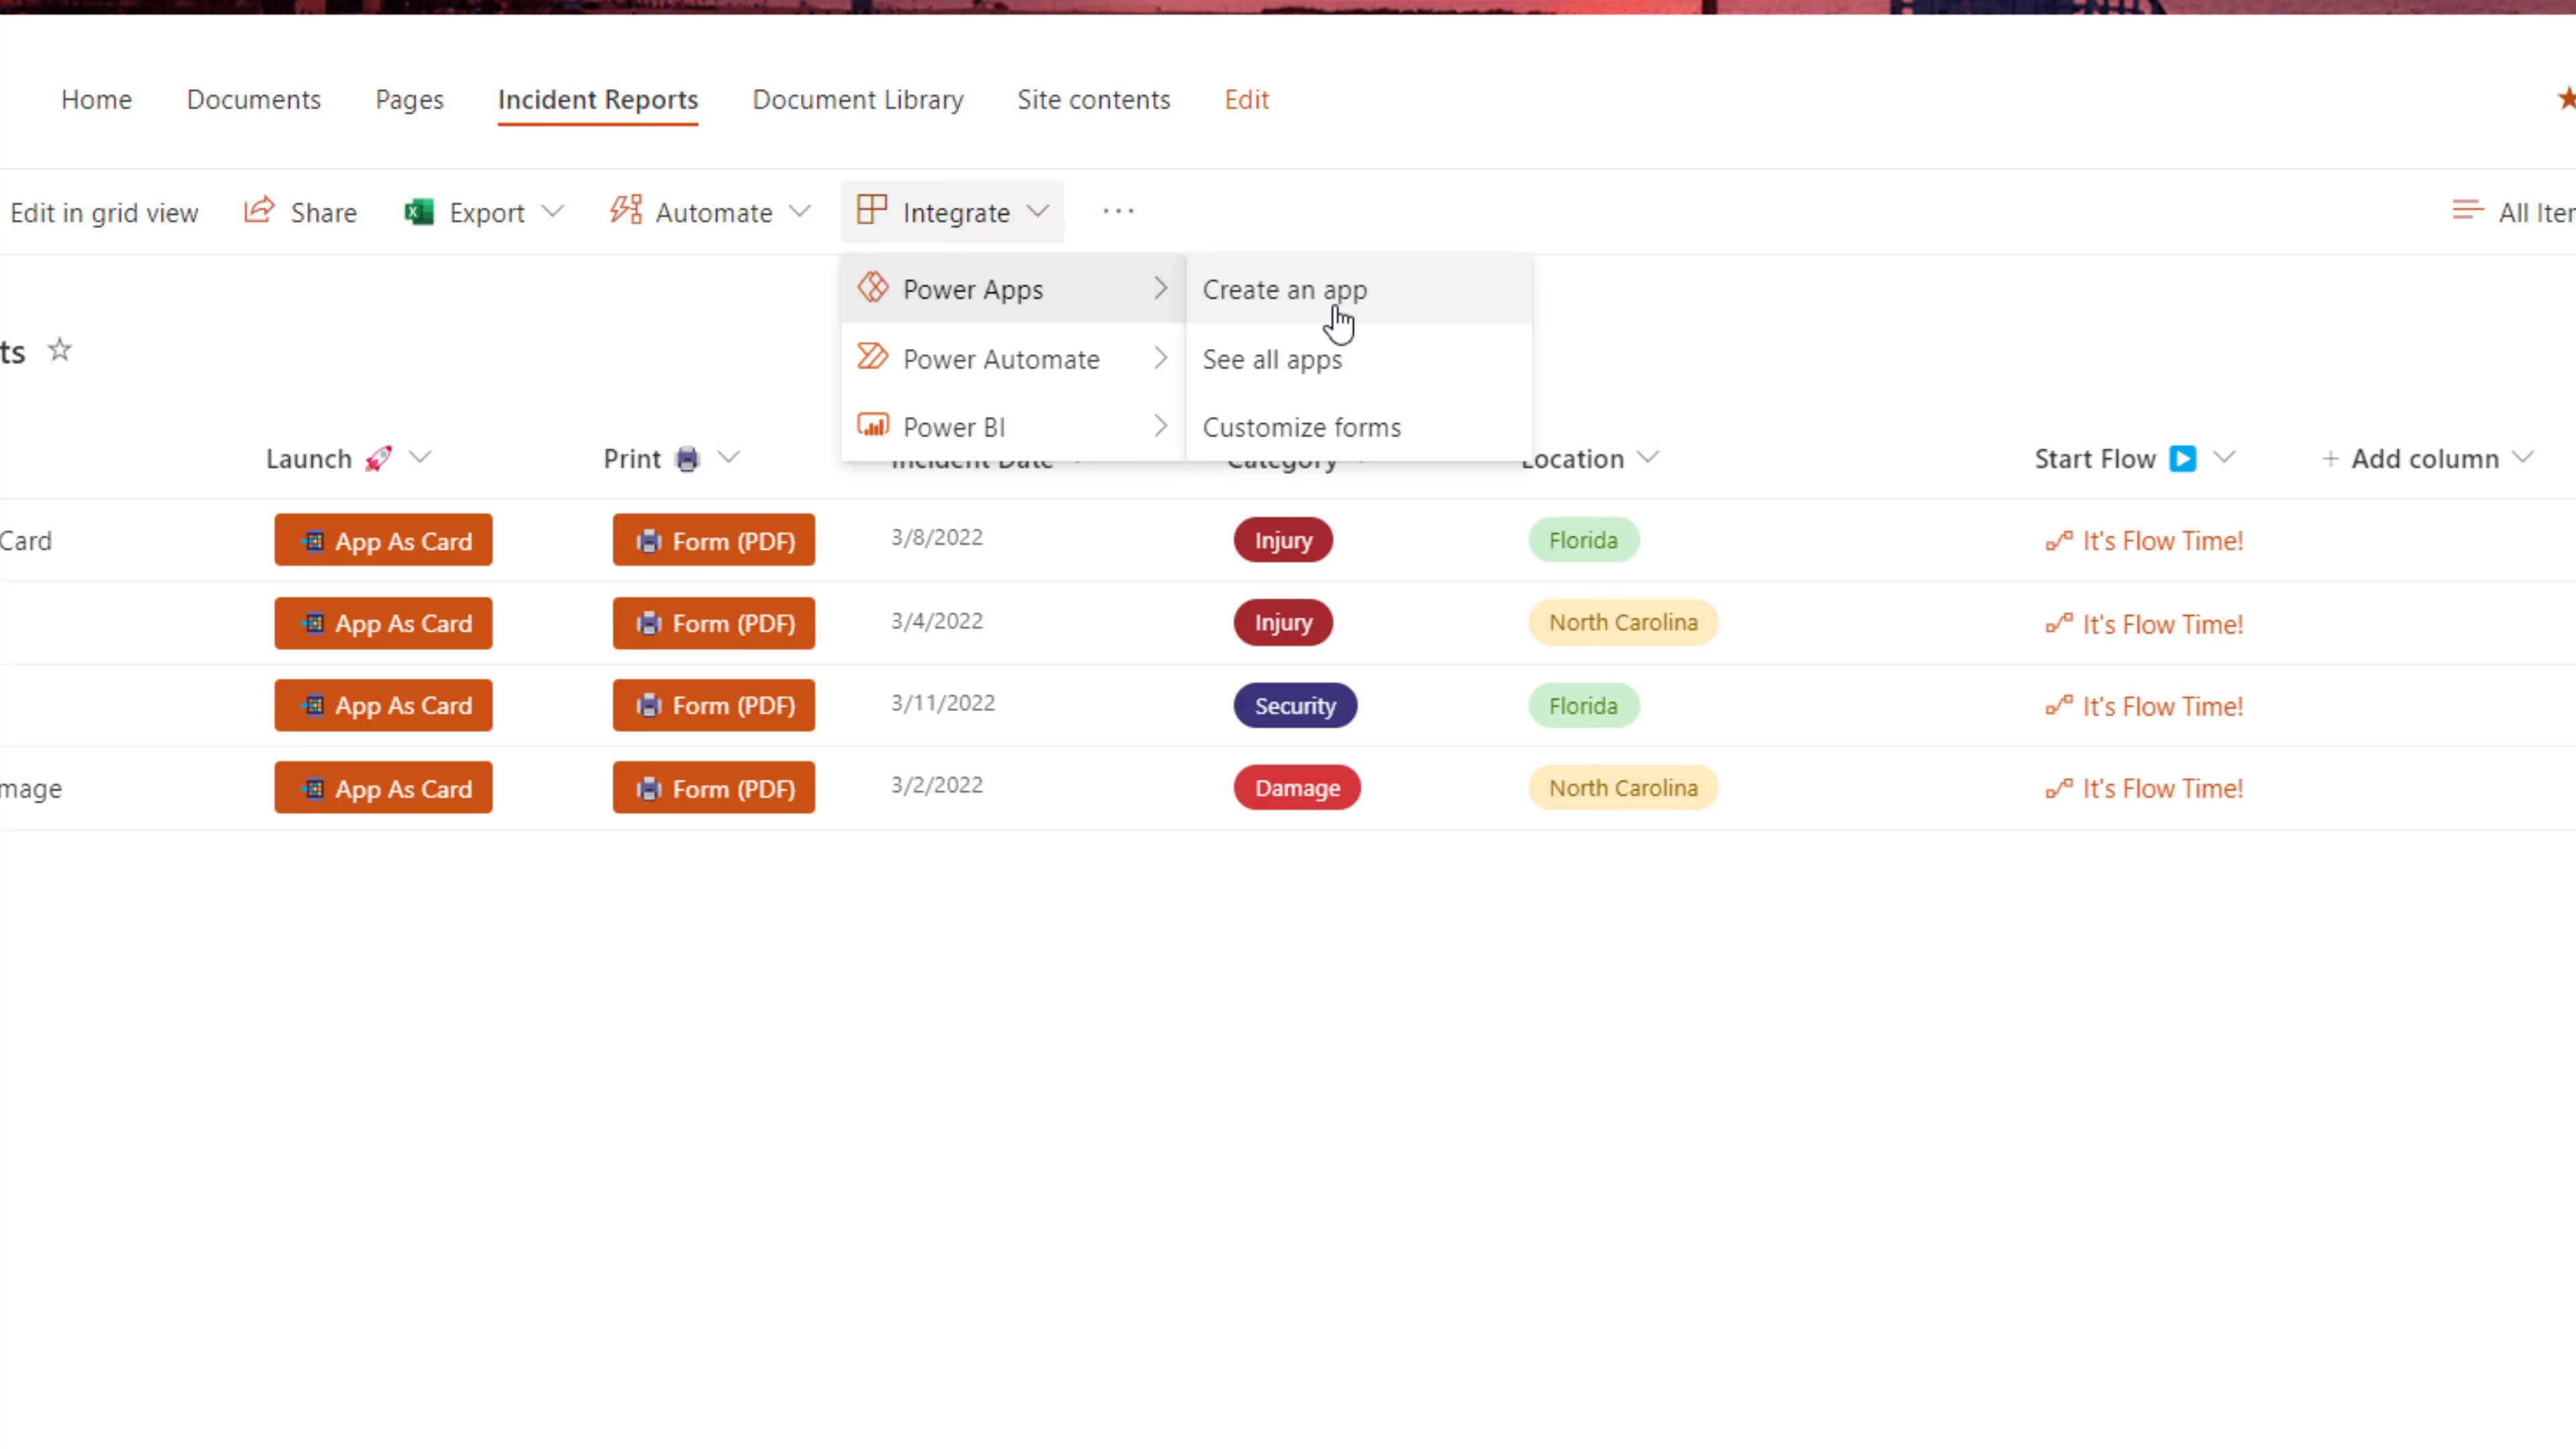 Home Documents Pages Incident Reports Document Library Site contents Edit
Edit in grid view Share Export Automate Integrate ... All Iter
Power Apps Create an app
ts Power Automate See all apps
Power BI Customize forms
Launch Print Incident Date Category Location Start Flow + Add column
Card App As Card Form (PDF) 3/8/2022 Injury Florida It's Flow Time!
App As Card Form (PDF) 3/4/2022 Injury North Carolina It's Flow Time!
App As Card Form (PDF) 3/11/2022 Security Florida It's Flow Time!
mage App As Card Form (PDF) 3/2/2022 Damage North Carolina It's Flow Time!